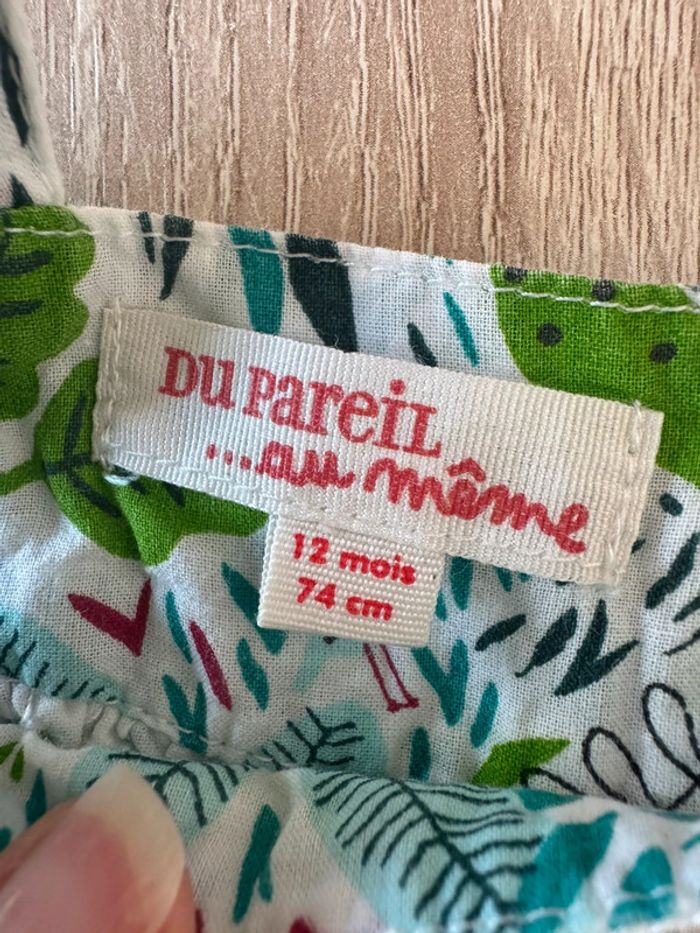 DU PareiL
...au même
12 mois
74 cm